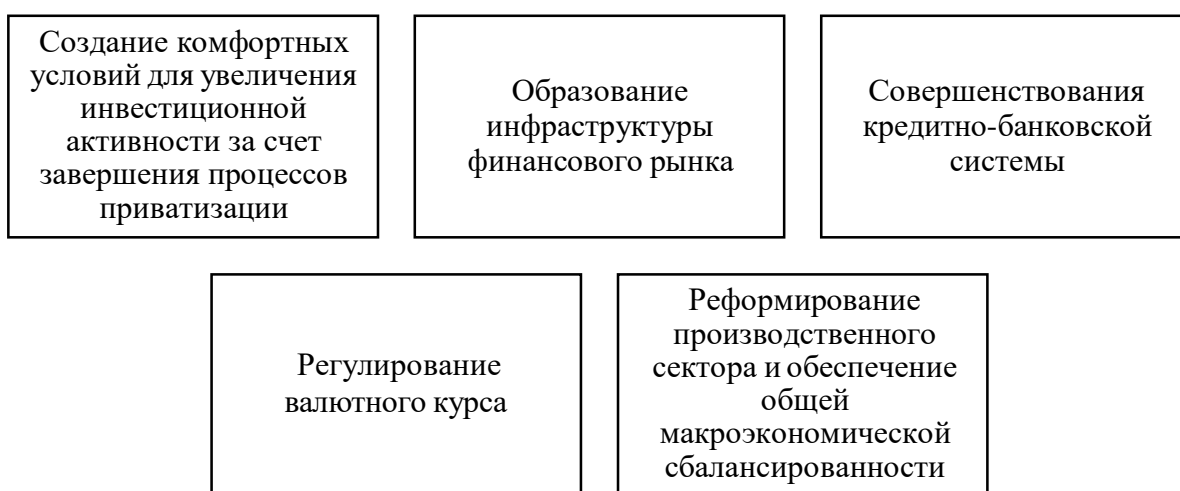 Создание комфортных
условий для увеличения
инвестиционной
активности за счет
завершения процессов
приватизации
Образование
инфраструктуры
финансового рынка
Совершенствования
кредитно-банковской
системы
Регулирование
валютного курса
Реформирование
производственного
сектора и обеспечение
общей
макроэкономической
сбалансированности